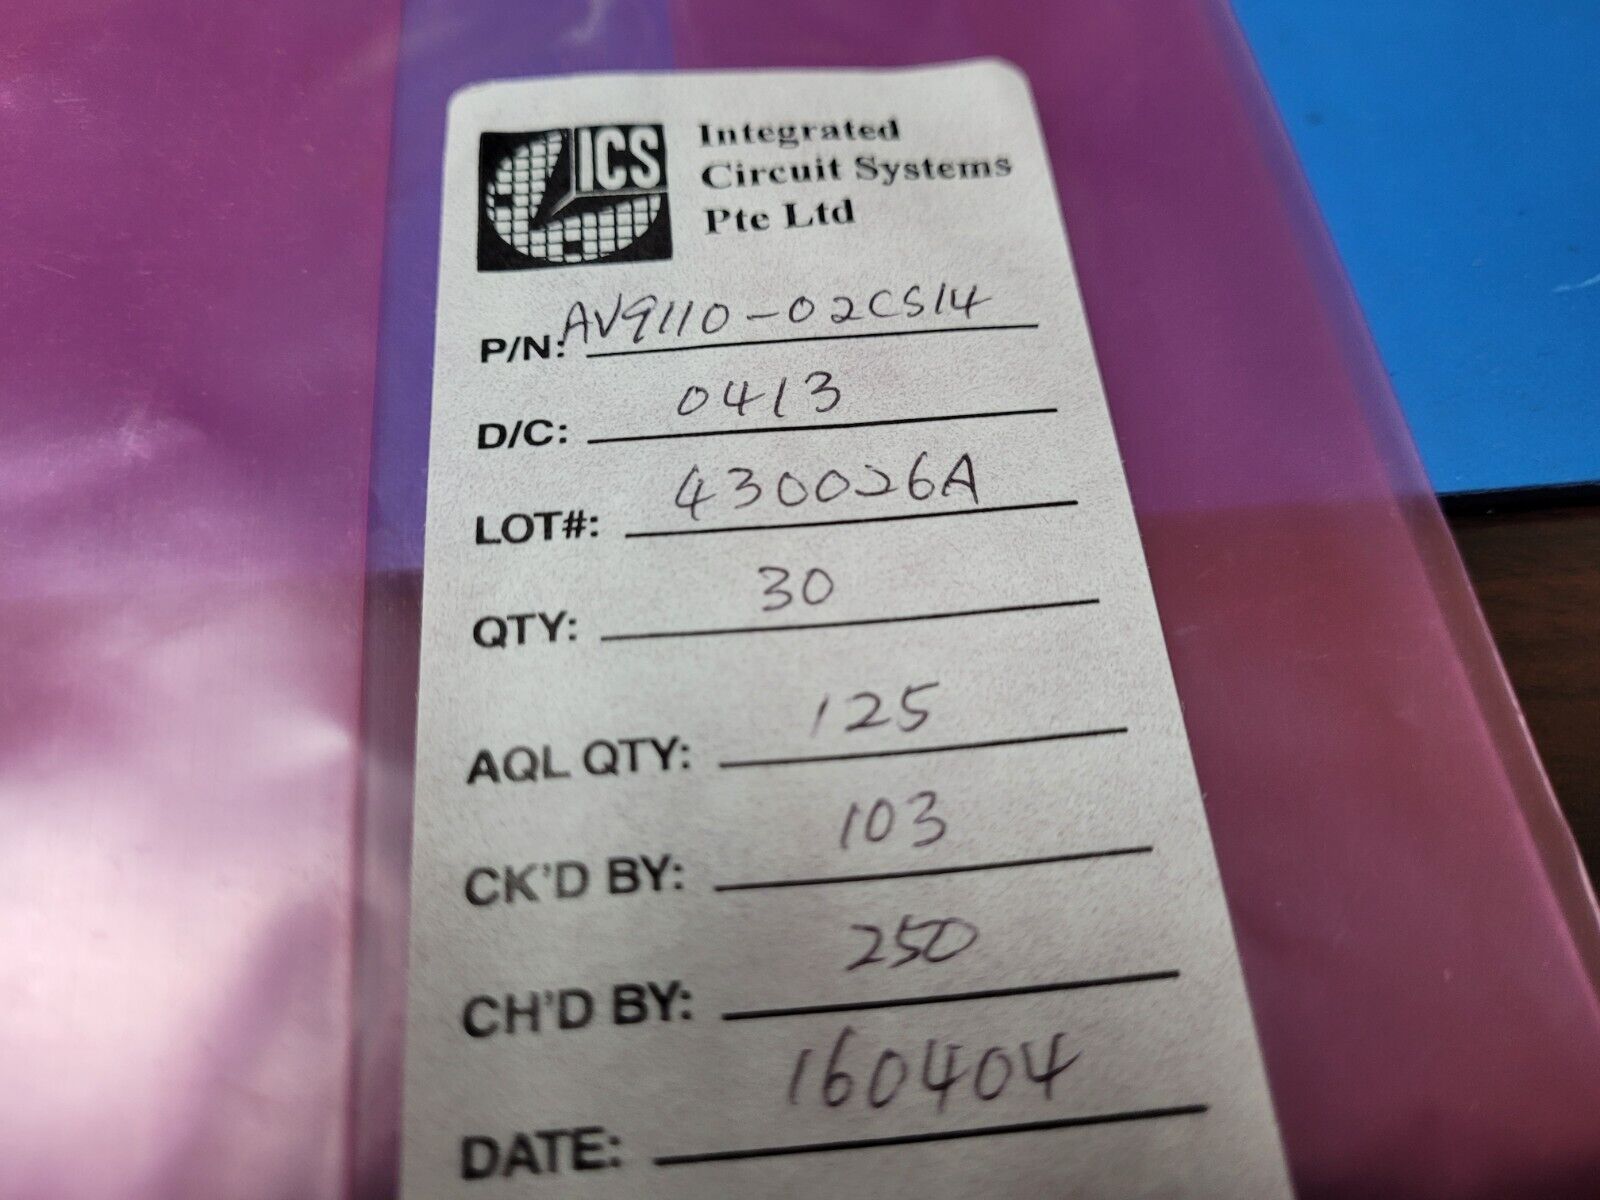 ICS
Integrated
Circuit Systems
Pte Ltd
P/N: AV9110-02CS14
D/C: 0413
LOT#: 430026A
QTY: 30
AQL QTY: 125
CK'D BY: 103
CH'D BY: 250
DATE: 160404